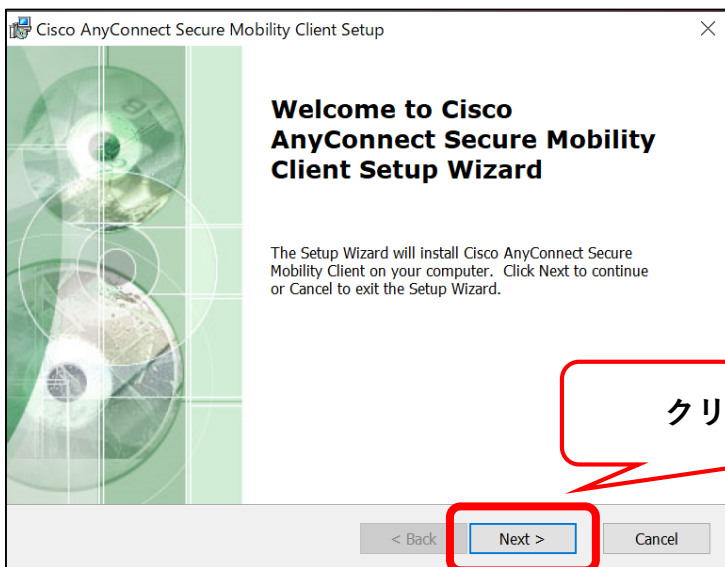 Cisco AnyConnect Secure Mobility Client Setup
Welcome to Cisco
AnyConnect Secure Mobility
Client Setup Wizard
The Setup Wizard will install Cisco AnyConnect Secure
Mobility Client on your computer. Click Next to continue
or Cancel to exit the Setup Wizard.
クリ
< Back Next > Cancel